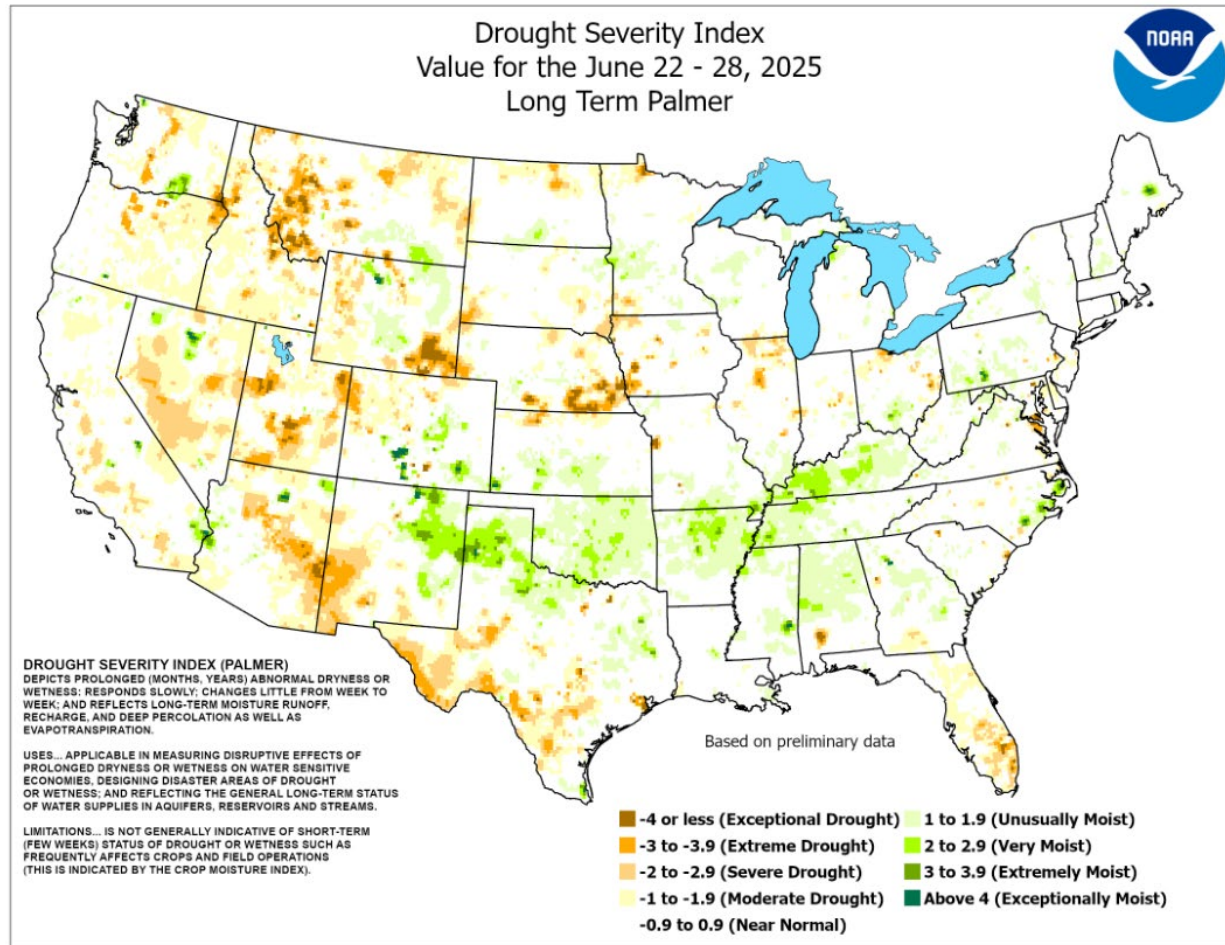 Drought Severity Index
Value for the June 22 - 28, 2025
Long Term Palmer
NOAA
DROUGHT SEVERITY INDEX (PALMER)
DEPICTS PROLONGED (MONTHS, YEARS) ABNORMAL DRYNESS OR
WETNESS: RESPONDS SLOWLY; CHANGES LITTLE FROM WEEK TO
WEEK; AND REFLECTS LONG-TERM MOISTURE RUNOFF,
RECHARGE, AND DEEP PERCOLATION AS WELL AS
EVAPOTRANSPIRATION.
USES... APPLICABLE IN MEASURING DISRUPTIVE EFFECTS OF
PROLONGED DRYNESS OR WETNESS ON WATER SENSITIVE
ECONOMIES, DESIGNING DISASTER AREAS OF DROUGHT
OR WETNESS; AND REFLECTING THE GENERAL LONG-TERM STATUS
OF WATER SUPPLIES IN AQUIFERS, RESERVOIRS AND STREAMS.
LIMITATIONS... IS NOT GENERALLY INDICATIVE OF SHORT-TERM
(FEW WEEKS) STATUS OF DROUGHT OR WETNESS SUCH AS
FREQUENTLY AFFECTS CROPS AND FIELD OPERATIONS
(THIS IS INDICATED BY THE CROP MOISTURE INDEX).
Based on preliminary data
-4 or less (Exceptional Drought)
-3 to -3.9 (Extreme Drought)
-2 to -2.9 (Severe Drought)
-1 to -1.9 (Moderate Drought)
-0.9 to 0.9 (Near Normal)
1 to 1.9 (Unusually Moist)
2 to 2.9 (Very Moist)
3 to 3.9 (Extremely Moist)
Above 4 (Exceptionally Moist)